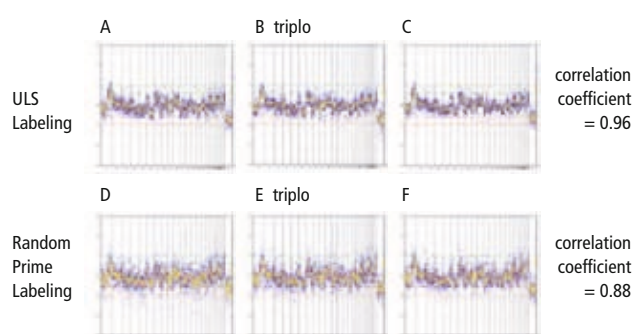 A
B triplo
C
ULS
Labeling
correlation
coefficient
= 0.96
D
E triplo
F
Random
Prime
Labeling
correlation
coefficient
= 0.88